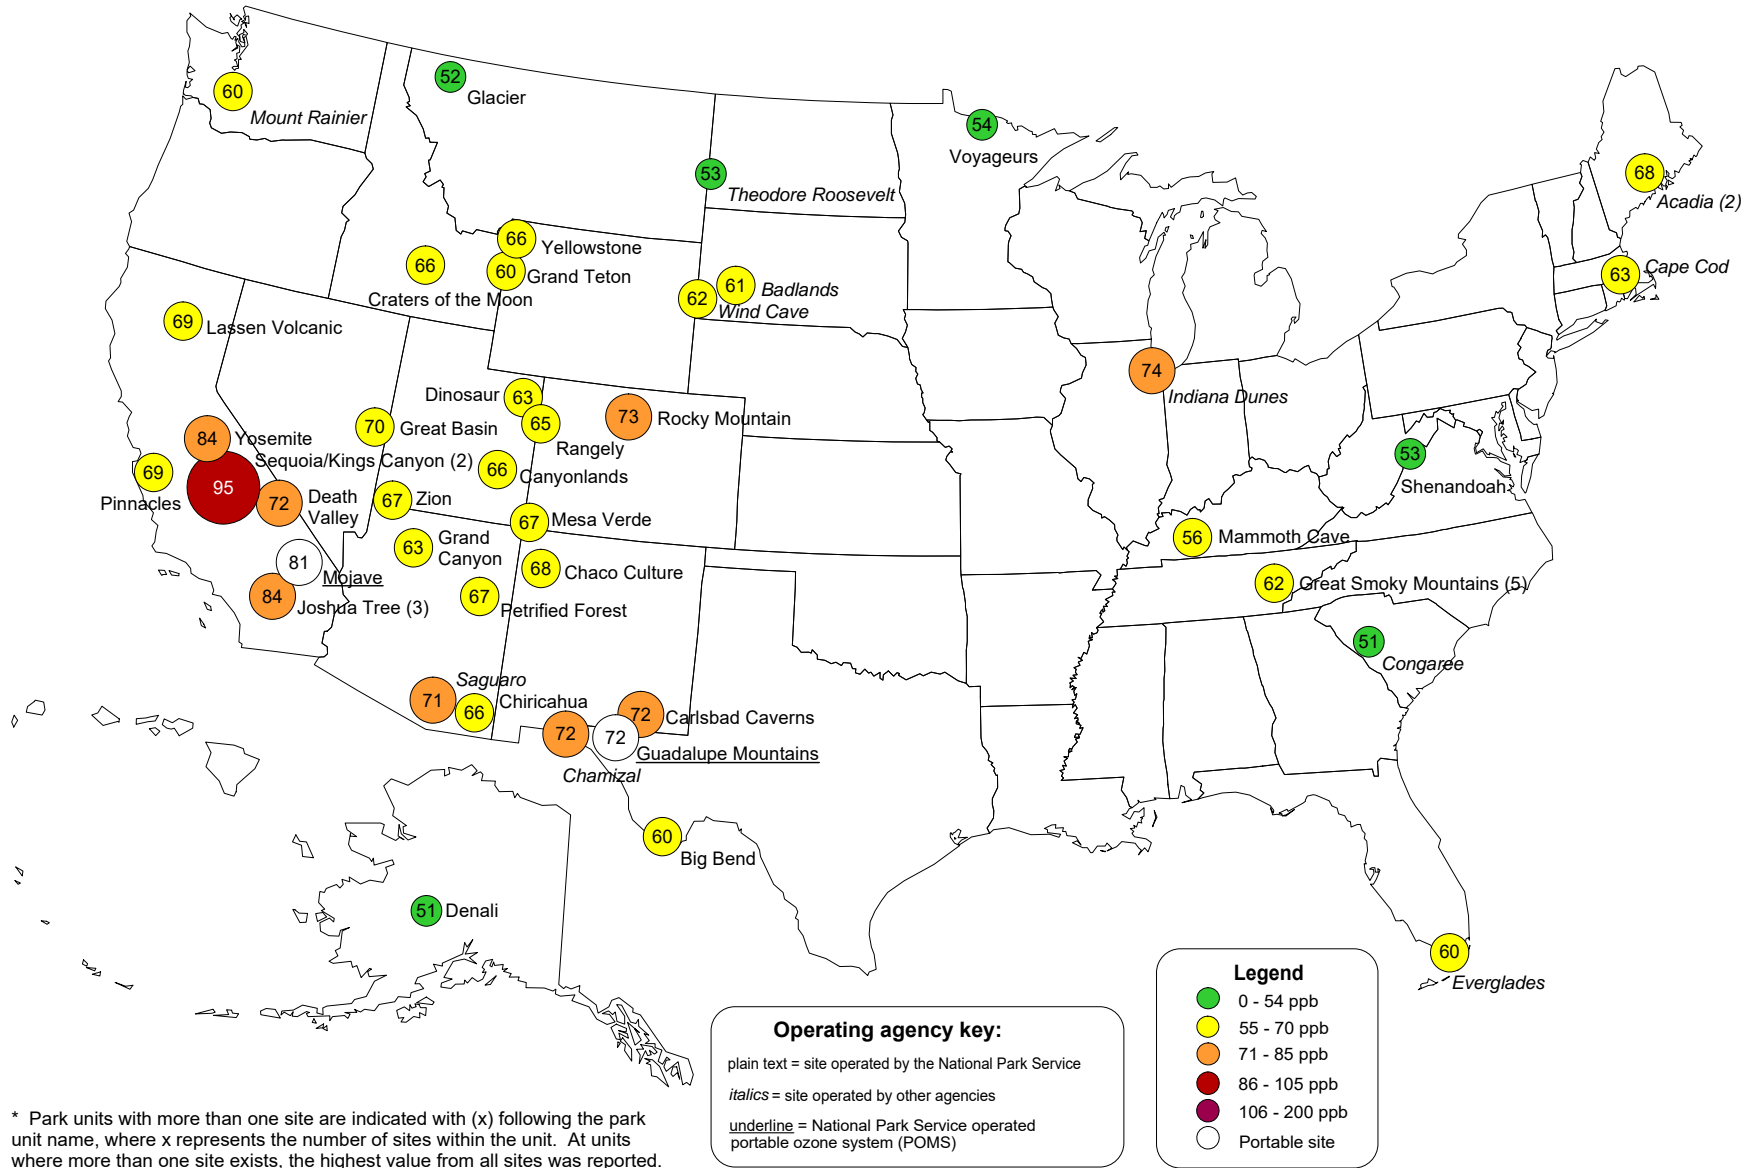 52
Glacier
60
Mount Rainier
54
Voyageurs
53
Theodore Roosevelt
68
Acadia (2)
66
Yellowstone
66
60
Grand Teton
Craters of the Moon
61
Badlands
62
Wind Cave
63
Cape Cod
69
Lassen Volcanic
74
Indiana Dunes
Dinosaur
63
73
Rocky Mountain
65
Rangely
70
Great Basin
84
Yosemite
Sequoia/Kings Canyon (2)
69
Pinnacles
95
72
Death
Valley
66
Canyonlands
67
Zion
53
Shenandoah
67
Mesa Verde
63
Grand
Canyon
56
Mammoth Cave
81
Mojave
68
Chaco Culture
84
Joshua Tree (3)
67
Petrified Forest
62
Great Smoky Mountains (5)
51
Congaree
Saguaro
71
66
Chiricahua
72
Carlsbad Caverns
72
Chamizal
72
Guadalupe Mountains
60
Big Bend
51
Denali
60
Everglades
Operating agency key:
plain text = site operated by the National Park Service
italics = site operated by other agencies
underline = National Park Service operated
portable ozone system (POMS)
Legend
0 - 54 ppb
55 - 70 ppb
71 - 85 ppb
86 - 105 ppb
106 - 200 ppb
Portable site
* Park units with more than one site are indicated with (x) following the park
unit name, where x represents the number of sites within the unit. At units
where more than one site exists, the highest value from all sites was reported.